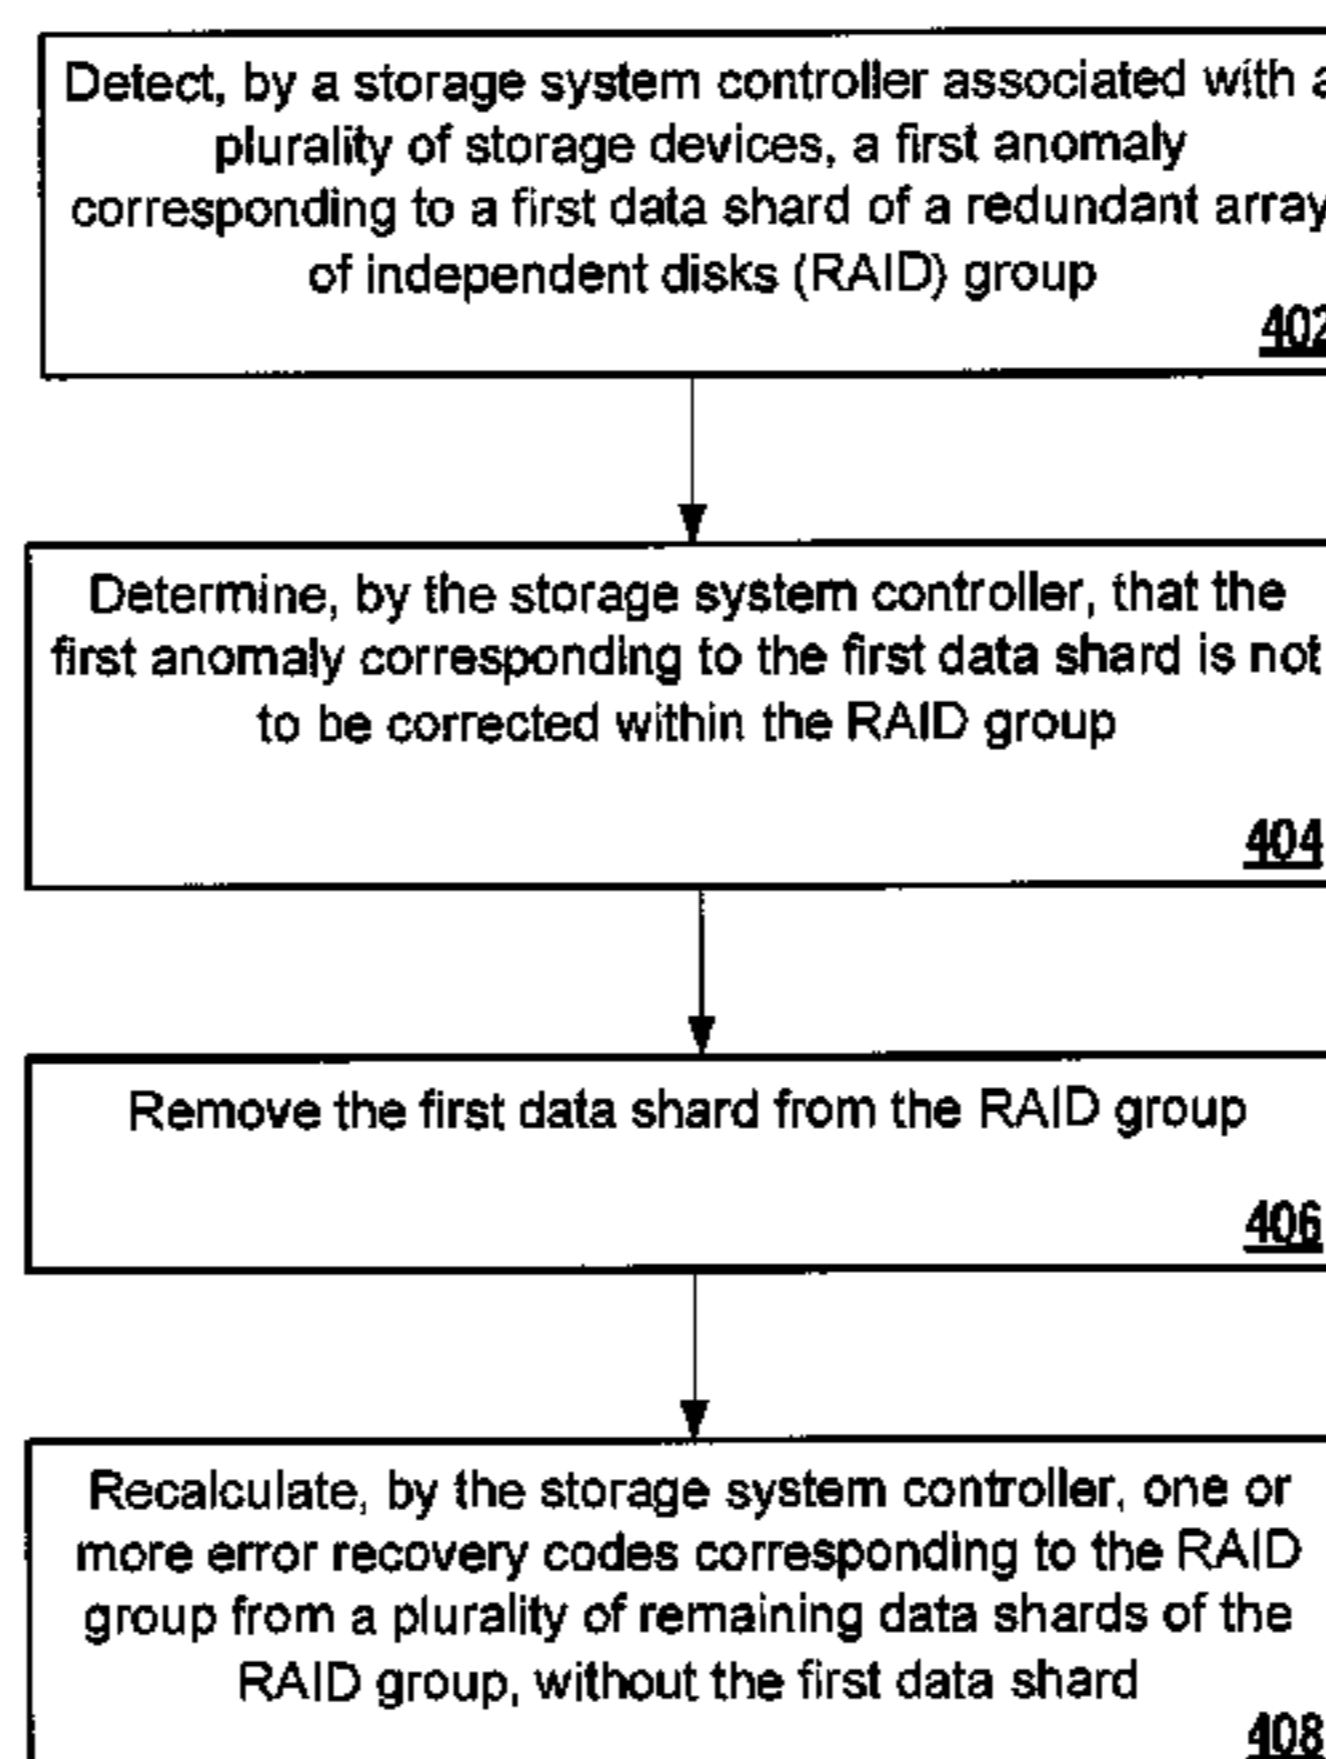 Detect, by a storage system controller associated with a
plurality of storage devices, a first anomaly
corresponding to a first data shard of a redundant array
of independent disks (RAID) group
402
Determine, by the storage system controller, that the
first anomaly corresponding to the first data shard is not
to be corrected within the RAID group
404
Remove the first data shard from the RAID group
406
Recalculate, by the storage system controller, one or
more error recovery codes corresponding to the RAID
group from a plurality of remaining data shards of the
RAID group, without the first data shard
408